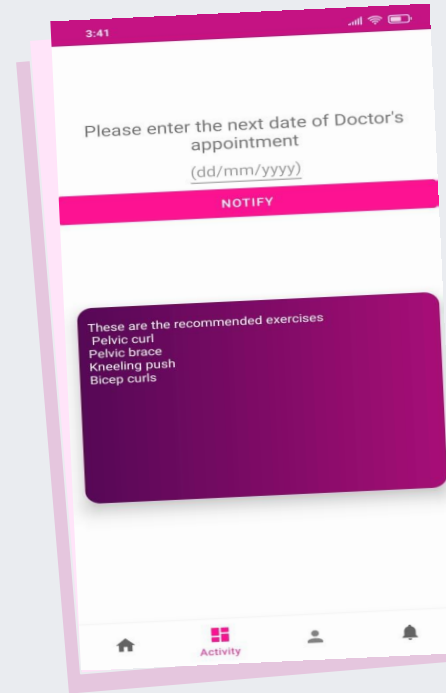 3:41
Please enter the next date of Doctor's
appointment
(dd/mm/yyyy)
NOTIFY
These are the recommended exercises
Pelvic curl
Pelvic brace
Kneeling push
Bicep curls
Activity